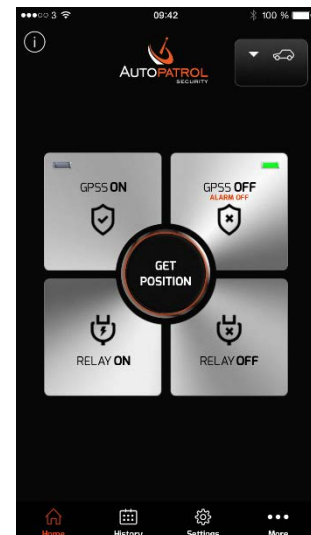 3 09:42 100 %
AUTOPATROL
SECURITY
GPSS ON
GPSS OFF
ALARM OFF
GET
POSITION
RELAY ON
RELAY OFF
Home History Settings More